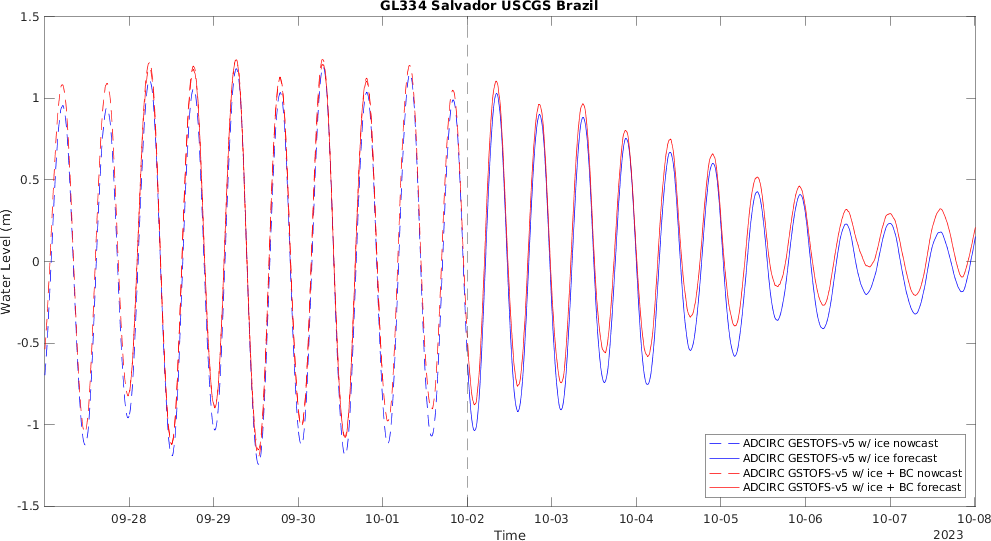 GL334 Salvador USCGS Brazil
1.5
1
0.5
0
-0.5
-1
-1.5
Water Level (m)
09-28 09-29 09-30 10-01 10-02 10-03 10-04 10-05 10-06 10-07 10-08
Time
2023
ADCIRC GESTOFS-v5 w/ ice nowcast
ADCIRC GESTOFS-v5 w/ ice forecast
ADCIRC GSTOFS-v5 w/ ice + BC nowcast
ADCIRC GSTOFS-v5 w/ ice + BC forecast